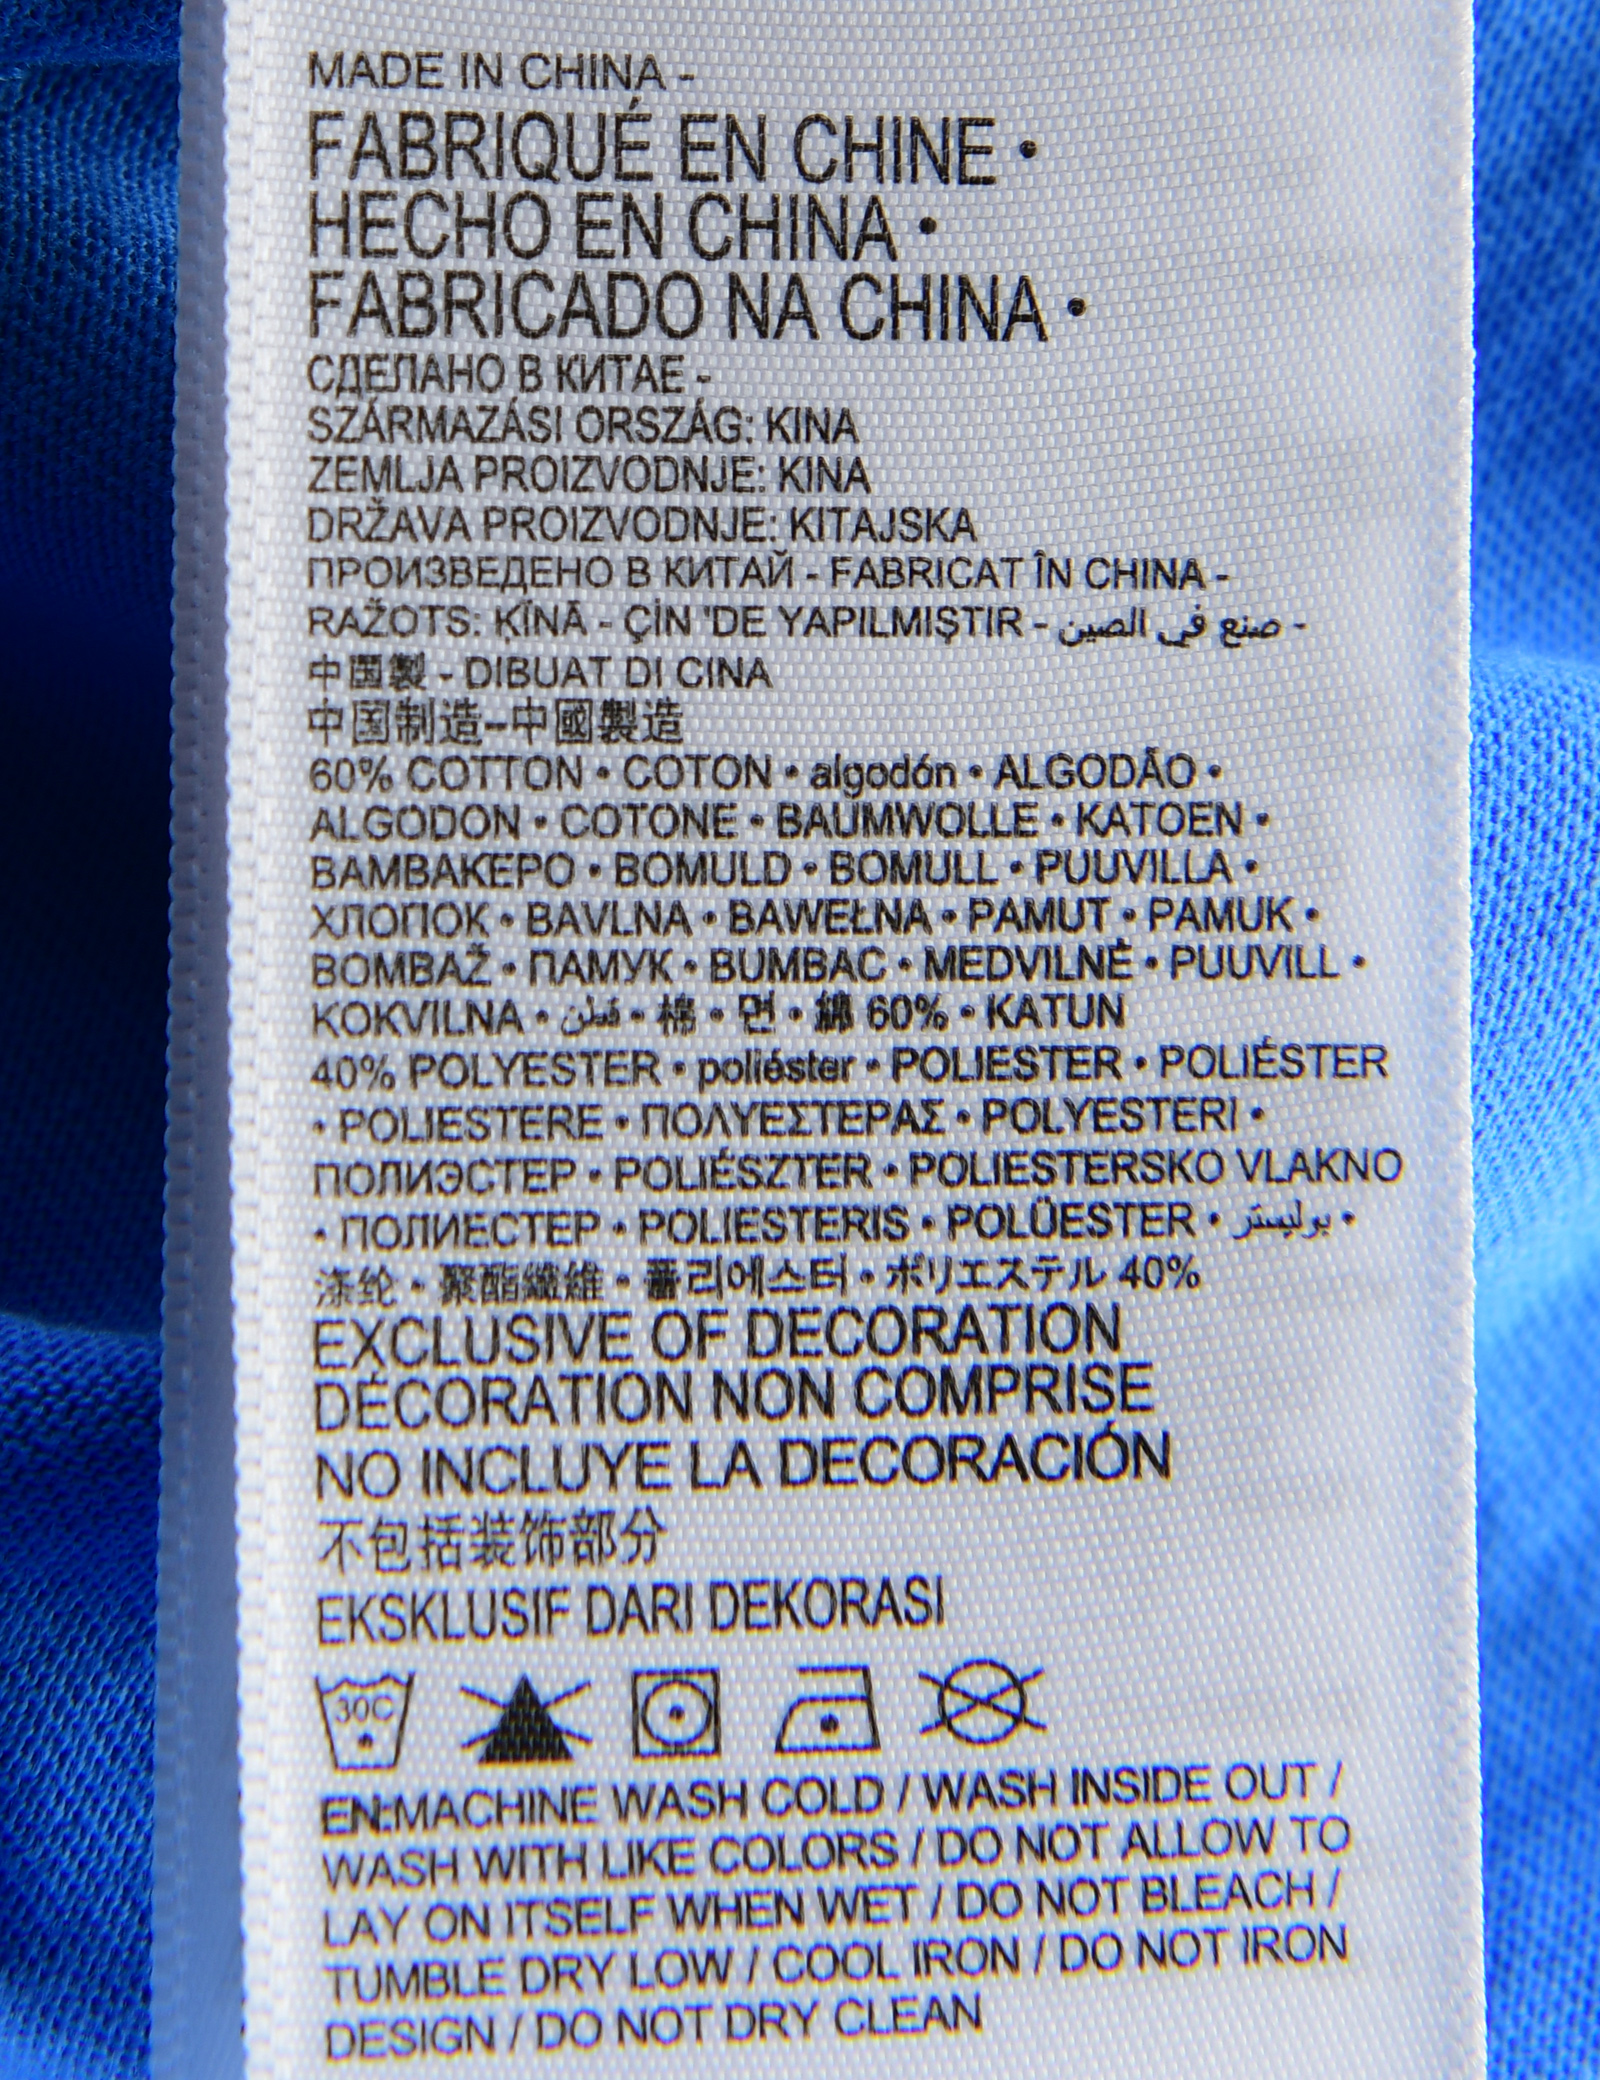 MADE IN CHINA -
FABRIQUÉ EN CHINE •
HECHO EN CHINA •
FABRICADO NA CHINA •
СДЕЛАНО В КИТАЕ -
SZÁRMAZÁSI ORSZÁG: KINA
ZEMLJA PROIZVODNJE: KINA
DRŽAVA PROIZVODNJE: KITAJSKA
ПРОИЗВЕДЕНО В КИТАЙ - FABRICAT ÎN CHINA -
RAŽOTS: ĶĪNĀ - ÇİN 'DE YAPILMIŞTIR - صنع في الصين -
中国製 - DIBUAT DI CINA
中国制造-中國製造
60% COTTON • COTON • algodón • ALGODÃO •
ALGODON • COTONE • BAUMWOLLE • KATOEN •
ΒΑΜΒΑΚΕΡΟ • BOMULD • BOMULL • PUUVILLA •
ХЛОПОК • BAVLNA • BAWEŁNA • PAMUT • PAMUK •
BOMBAŽ • ПАМУК • BUMBAC • MEDVILNĖ • PUUVILL •
KOKVILNA • قطن • 棉 • 면 • 綿 60% • KATUN
40% POLYESTER • poliéster • POLIESTER • POLIÉSTER
• POLIESTERE • ΠΟΛΥΕΣΤΕΡΑΣ • POLYESTERI •
ПОЛИЭСТЕР • POLIÉSZTER • POLIESTERSKO VLAKNO
• ПОЛИЕСТЕР • POLIESTERIS • POLÜESTER • بوليستر •
涤纶 • 聚酯纖維 • 폴리에스터 • ポリエステル 40%
EXCLUSIVE OF DECORATION
DÉCORATION NON COMPRISE
NO INCLUYE LA DECORACIÓN
不包括装饰部分
EKSKLUSIF DARI DEKORASI
30C
EN:MACHINE WASH COLD / WASH INSIDE OUT /
WASH WITH LIKE COLORS / DO NOT ALLOW TO
LAY ON ITSELF WHEN WET / DO NOT BLEACH /
TUMBLE DRY LOW / COOL IRON / DO NOT IRON
DESIGN / DO NOT DRY CLEAN